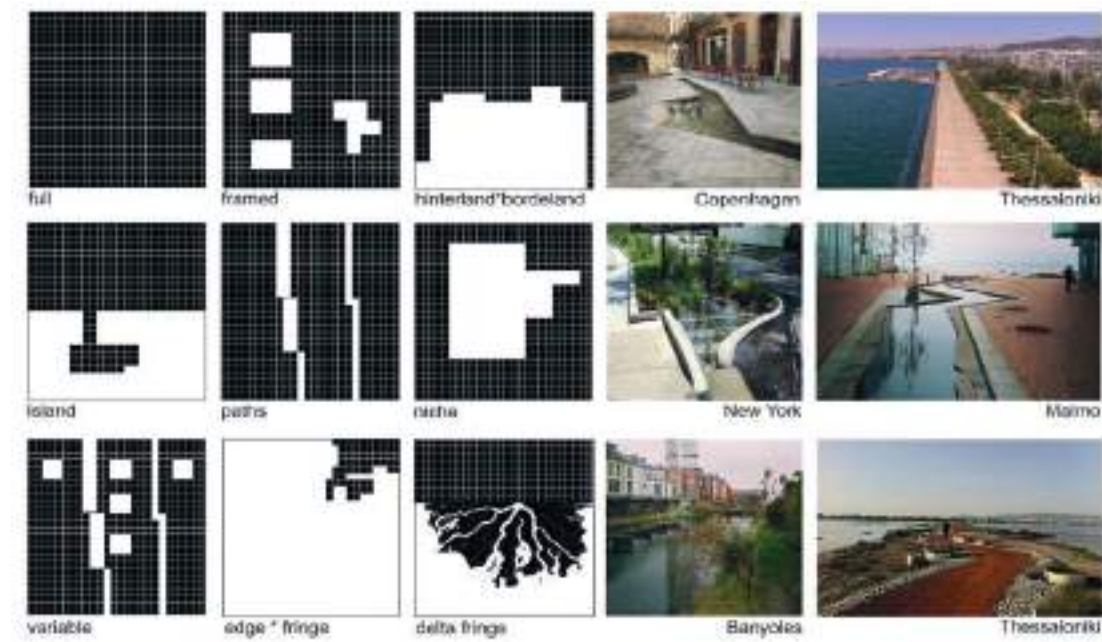 full
framed
hinterland*bordeland
Copenhagen
Thessaloniki
island
paths
niche
New York
Malmo
variable
edge * fringe
delta fringe
Banyoles
Thessaloniki